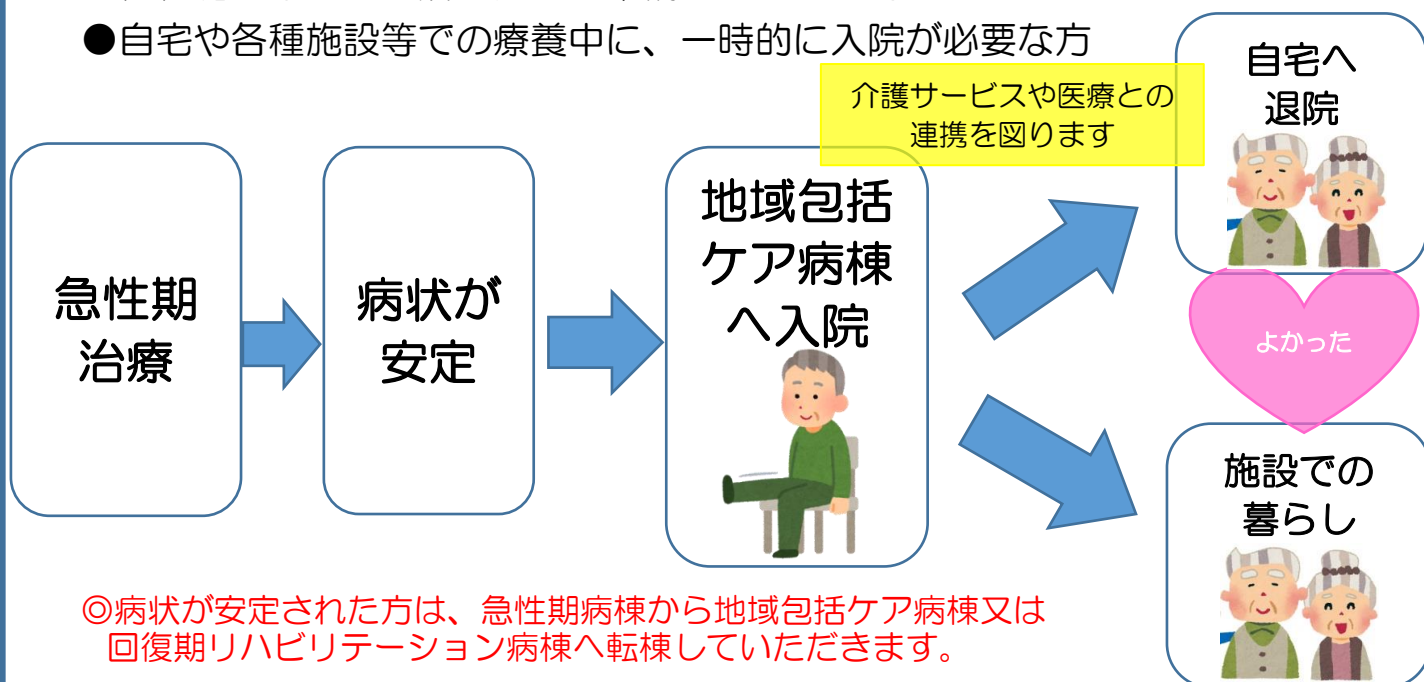 ●自宅や各種施設等での療養中に、一時的に入院が必要な方
介護サービスや医療との
連携を図ります
急性期
治療
病状が
安定
地域包括
ケア病棟
へ入院
自宅へ
退院
よかった
施設での
暮らし
◎病状が安定された方は、急性期病棟から地域包括ケア病棟又は
回復期リハビリテーション病棟へ転棟していただきます。